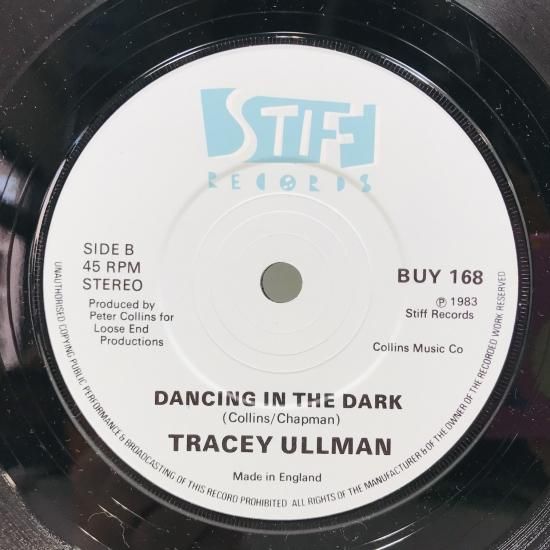 STIFF
RECORDS
SIDE B
45 RPM
STEREO
Produced by
Peter Collins for
Loose End
Productions
BUY 168
℗ 1983
Stiff Records
Collins Music Co
DANCING IN THE DARK
(Collins/Chapman)
TRACEY ULLMAN
Made in England
UNAUTHORISED COPYING PUBLIC PERFORMANCE & BROADCASTING OF THIS RECORD PROHIBITED ALL RIGHTS OF THE MANUFACTURER & OF THE OWNER OF THE RECORDED WORK RESERVED